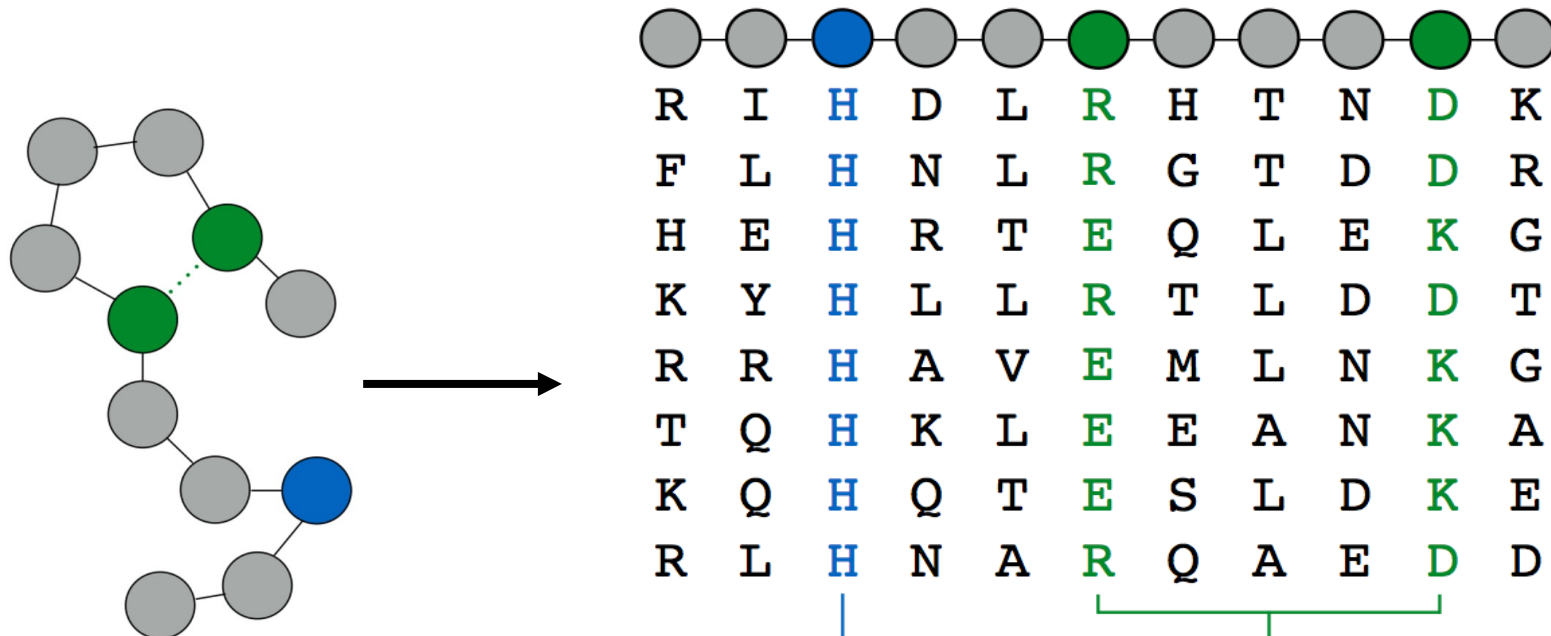 R I H D L R H T N D K
F L H N L R G T D D R
H E H R T E Q L E K G
K Y H L L R T L D D T
R R H A V E M L N K G
T Q H K L E E A N K A
K Q H Q T E S L D K E
R L H N A R Q A E D D